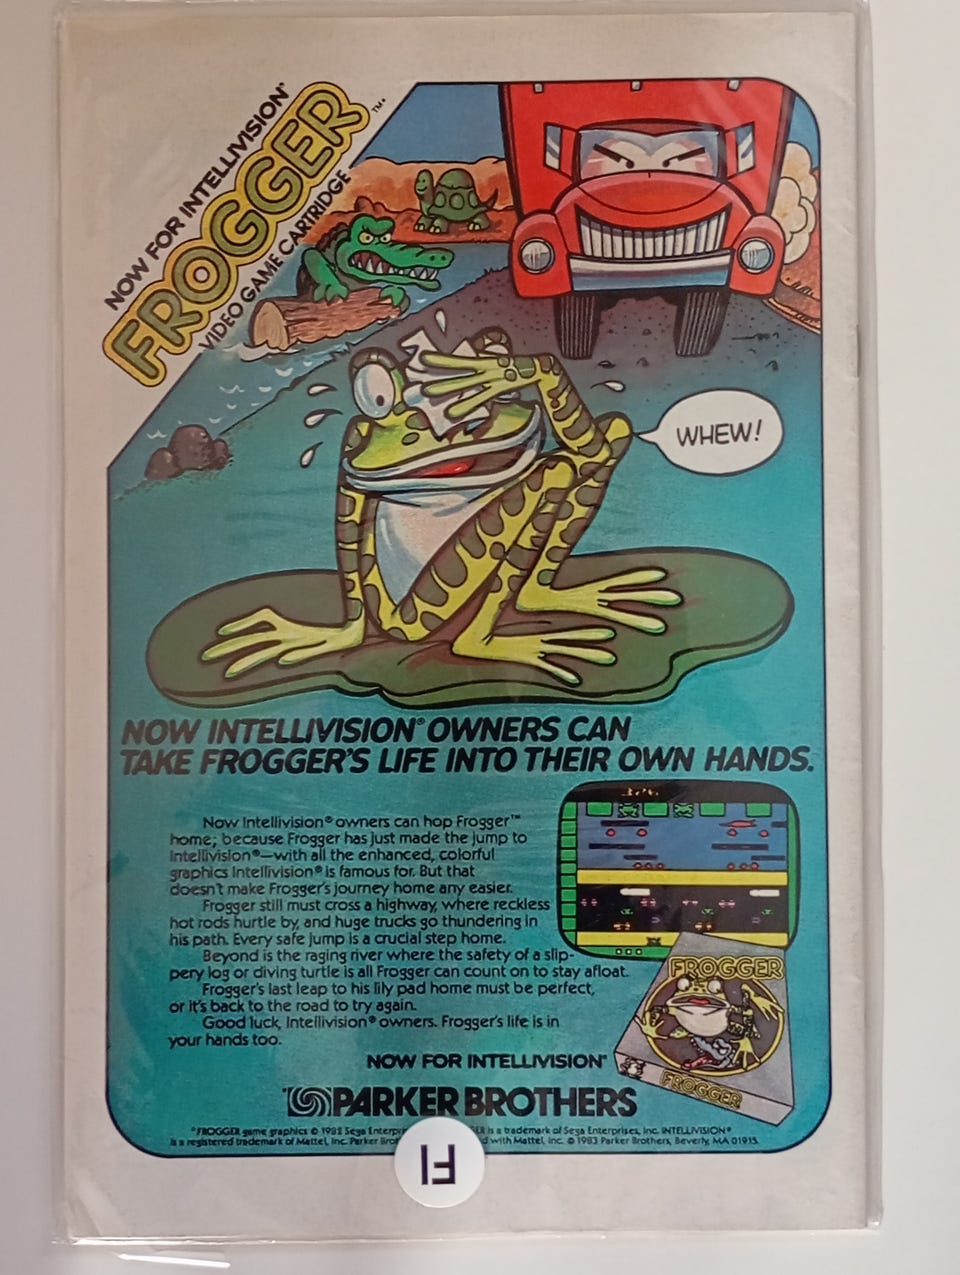 NOW FOR INTELLIVISION®
FROGGER™
VIDEO GAME CARTRIDGE
WHEW!
NOW INTELLIVISION® OWNERS CAN
TAKE FROGGER'S LIFE INTO THEIR OWN HANDS.
Now Intellivision® owners can hop Frogger™
home; because Frogger has just made the jump to
Intellivision®—with all the enhanced, colorful
graphics Intellivision® is famous for. But that
doesn't make Frogger's journey home any easier.
Frogger still must cross a highway, where reckless
hot rods hurtle by, and huge trucks go thundering in
his path. Every safe jump is a crucial step home.
Beyond is the raging river where the safety of a slip-
pery log or diving turtle is all Frogger can count on to stay afloat.
Frogger's last leap to his lily pad home must be perfect,
or it's back to the road to try again.
Good luck, Intellivision® owners. Frogger's life is in
your hands too.
FROGGER
FROGGER
NOW FOR INTELLIVISION®
PARKER BROTHERS
FROGGER game graphics © 1982 Sega Enterpr is a trademark of Sega Enterprises, Inc. INTELLIVISION®
is a registered trademark of Mattel, Inc. Parker Brot d with Mattel, Inc. © 1983 Parker Brothers, Beverly, MA 01915.